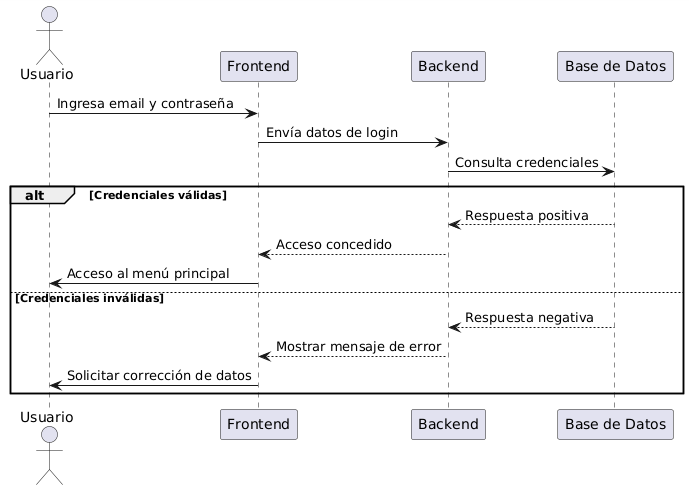 Usuario
Frontend
Backend
Base de Datos
Ingresa email y contraseña
Envía datos de login
Consulta credenciales
alt [Credenciales válidas]
Respuesta positiva
Acceso concedido
Acceso al menú principal
[Credenciales inválidas]
Respuesta negativa
Mostrar mensaje de error
Solicitar corrección de datos
Usuario
Frontend
Backend
Base de Datos